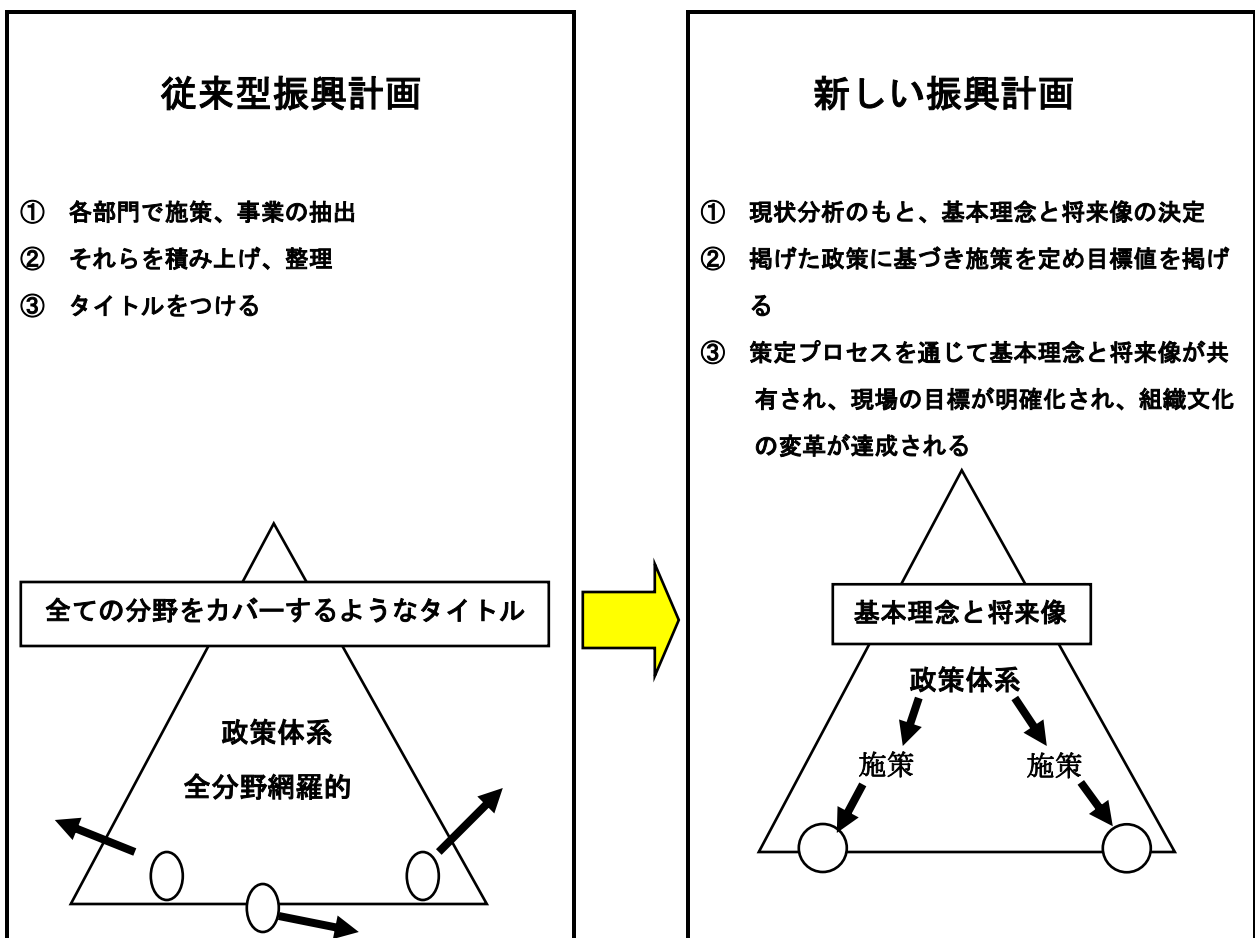 従来型振興計画
① 各部門で施策、事業の抽出
② それらを積み上げ、整理
③ タイトルをつける
全ての分野をカバーするようなタイトル
政策体系
全分野網羅的
新しい振興計画
① 現状分析のもと、基本理念と将来像の決定
② 掲げた政策に基づき施策を定め目標値を掲げ
る
③ 策定プロセスを通じて基本理念と将来像が共
有され、現場の目標が明確化され、組織文化
の変革が達成される
基本理念と将来像
政策体系
施策 施策